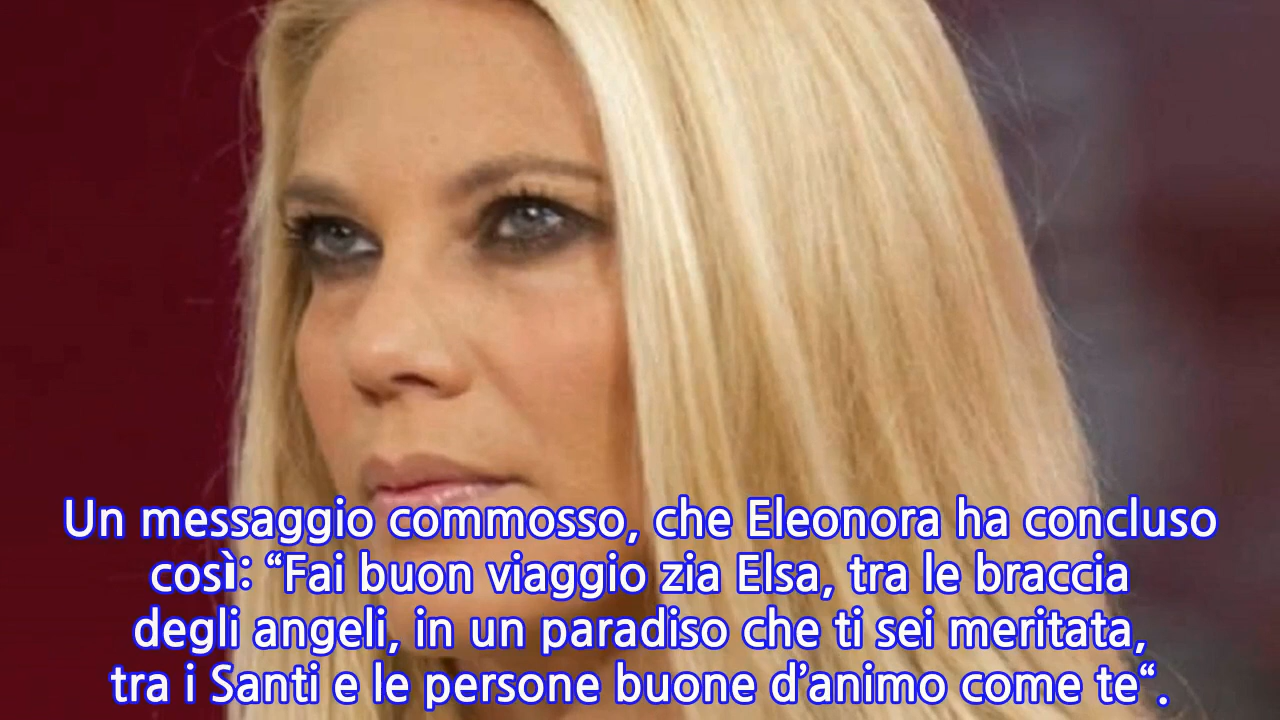 Un messaggio commosso, che Eleonora ha concluso
così: “Fai buon viaggio zia Elsa, tra le braccia
degli angeli, in un paradiso che ti sei meritata,
tra i Santi e le persone buone d’animo come te“.